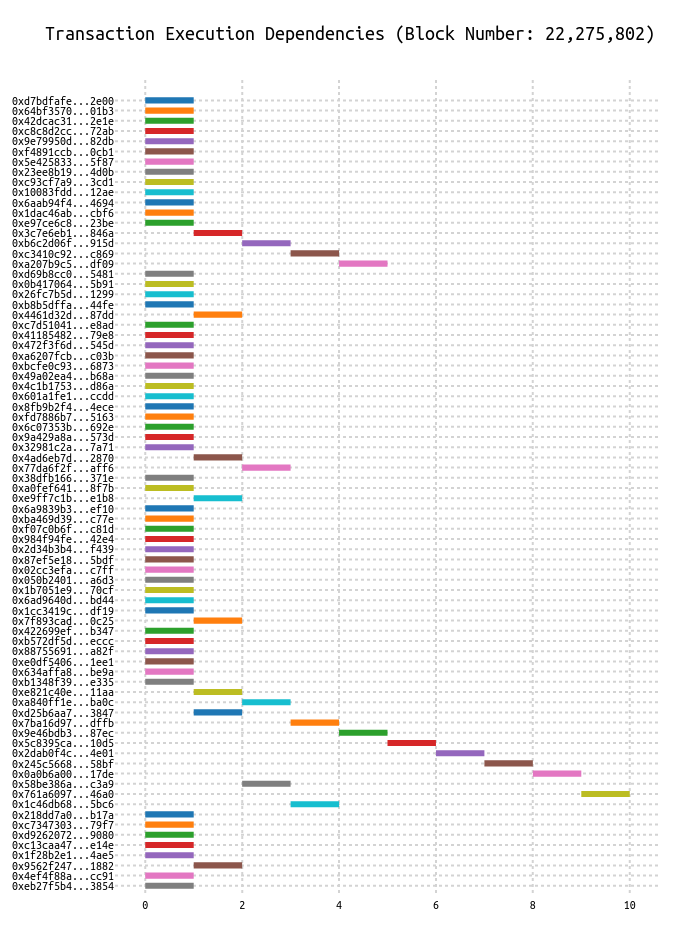 Transaction Execution Dependencies (Block Number: 22,275,802)
0xd7bdfafe...2e00
0x64bf3570...01b3
0x42dcac31...2e1e
0xc8c8d2cc...72ab
0x9e79950d...82db
0xf4891ccb...0cb1
0x5e425833...5f87
0x23ee8b19...4d0b
0xc93cf7a9...3cd1
0x10083fdd...12ae
0x6aab94f4...4694
0x1dac46ab...cbf6
0xe97ce6c8...23be
0x3c7e6eb1...846a
0xb6c2d06f...915d
0xc3410c92...c869
0xa207b9c5...df09
0xd69b8cc0...5481
0x0b417064...5b91
0x26fc7b5d...1299
0xb8b5dffa...44fe
0x4461d32d...87dd
0xc7d51041...e8ad
0x41185482...79e8
0x472f3f6d...545d
0xa6207fcb...c03b
0xbcfe0c93...6873
0x49a02ea4...b68a
0x4c1b1753...d86a
0x601a1fe1...ccdd
0x8fb9b2f4...4ece
0xfd7886b7...5163
0x6c07353b...692e
0x9a429a8a...573d
0x32981c2a...7a71
0x4ad6eb7d...2870
0x77da6f2f...aff6
0x38dfb166...371e
0xa0fef641...8f7b
0xe9ff7c1b...e1b8
0x6a9839b3...ef10
0xba469d39...c77e
0xf07c0b6f...c81d
0x984f94fe...42e4
0x2d34b3b4...f439
0x87ef5e18...5bdf
0x02cc3efa...c7ff
0x050b2401...a6d3
0x1b7051e9...70cf
0x6ad9640d...bd44
0x1cc3419c...df19
0x7f893cad...0c25
0x422699ef...b347
0xb572df5d...eccc
0x88755691...a82f
0xe0df5406...1ee1
0x634affa8...be9a
0xb1348f39...e335
0xe821c40e...11aa
0xa840ff1e...ba0c
0xd25b6aa7...3847
0x7ba16d97...dffb
0x9e46bdb3...87ec
0x5c8395ca...10d5
0x2dab0f4c...4e01
0x245c5668...58bf
0x0a0b6a00...17de
0x58be386a...c3a9
0x761a6097...46a0
0x1c46db68...5bc6
0x218dd7a0...b17a
0xc7347303...79f7
0xd9262072...9080
0xc13caa47...e14e
0x1f28b2e1...4ae5
0x9562f247...1882
0x4ef4f88a...cc91
0xeb27f5b4...3854
0 2 4 6 8 10